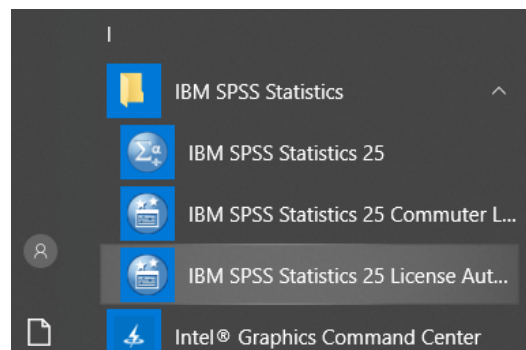 I
IBM SPSS Statistics
IBM SPSS Statistics 25
IBM SPSS Statistics 25 Commuter L...
IBM SPSS Statistics 25 License Aut...
Intel® Graphics Command Center